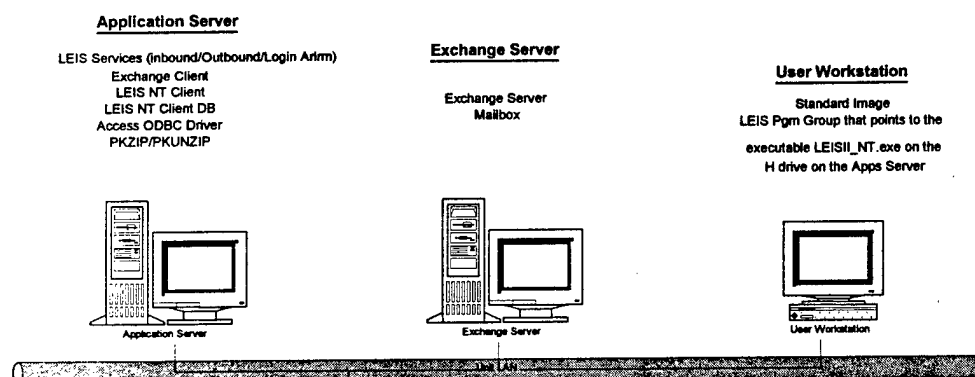 Application Server
LEIS Services (inbound/Outbound/Login Arlrm)
Exchange Client
LEIS NT Client
LEIS NT Client DB
Access ODBC Driver
PKZIP/PKUNZIP
Exchange Server
Exchange Server
Mailbox
User Workstation
Standard Image
LEIS Pgm Group that points to the
executable LEISII_NT.exe on the
H drive on the Apps Server
Application Server
Exchange Server
User Workstation
LAN